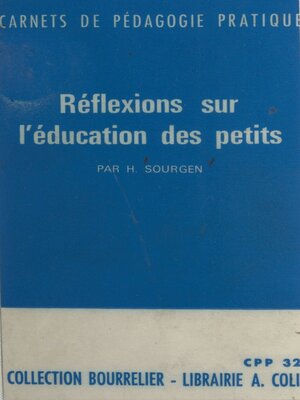 CARNETS DE PÉDAGOGIE PRATIQUE
Réflexions sur
l'éducation des petits
PAR H. SOURGEN
CPP 32
COLLECTION BOURRELIER - LIBRAIRIE A. COLI